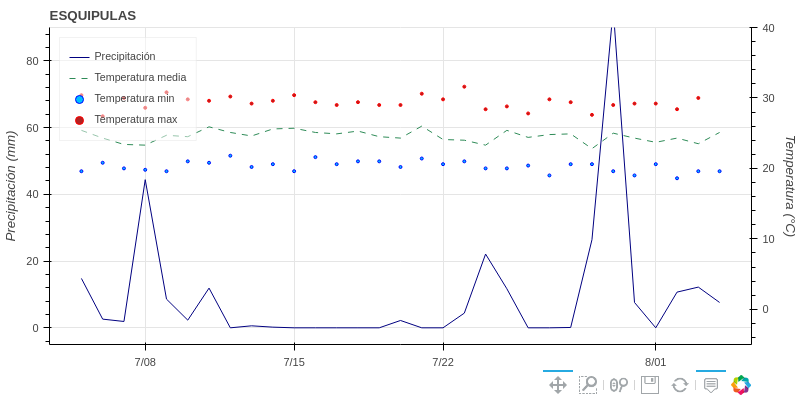 ESQUIPULAS
Precipitación
Temperatura media
Temperatura min
Temperatura max
Precipitación (mm)
80
60
40
20
0
40
30
20
10
0
Temperatura (°C)
7/08
7/15
7/22
8/01